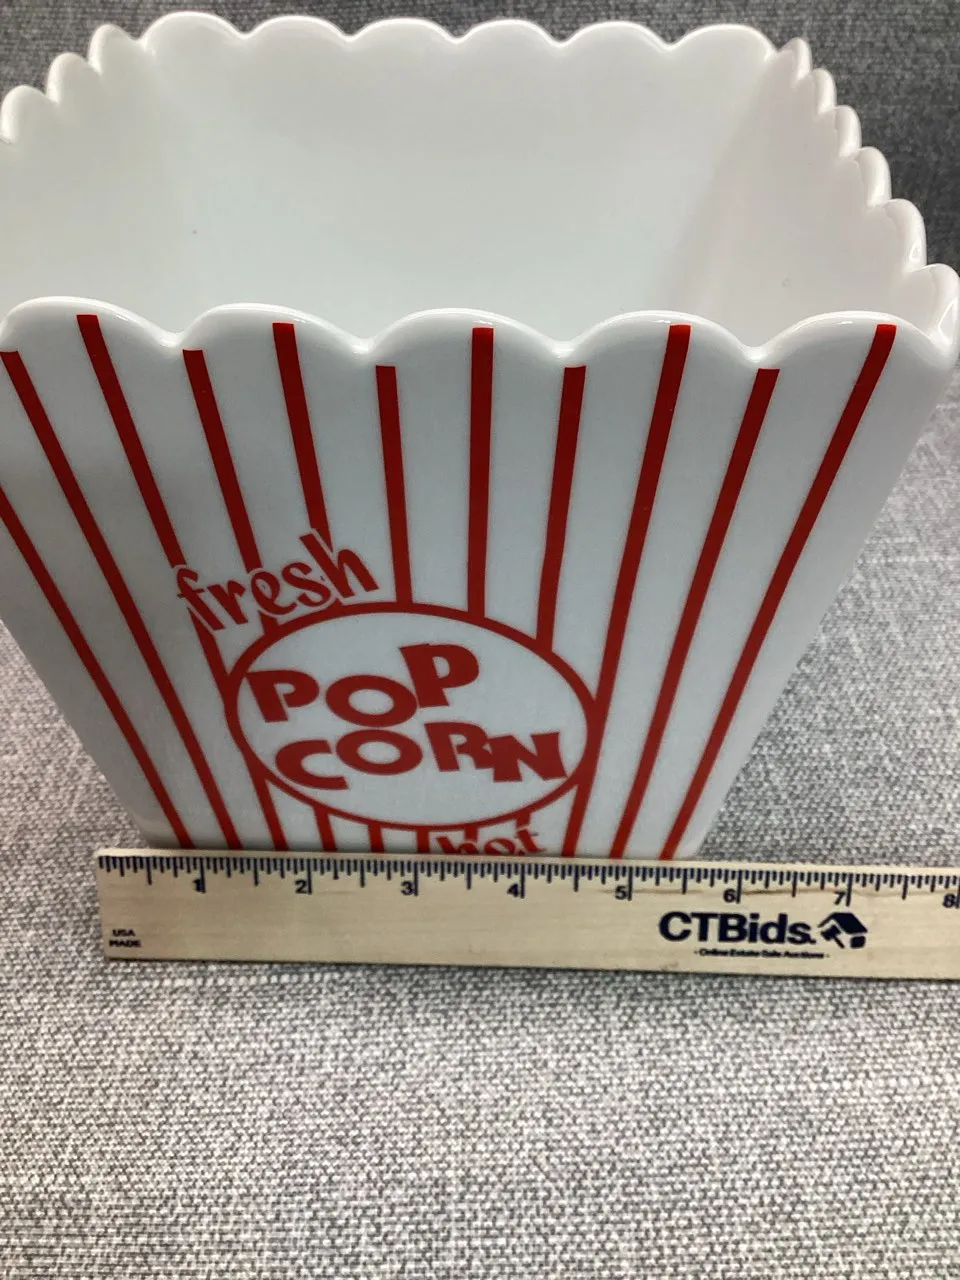 fresh
POP
CORN
hot
1 2 3 4 5 6 7 8
USA
MADE
CTBids.
- Online Estate Sale Auctions -